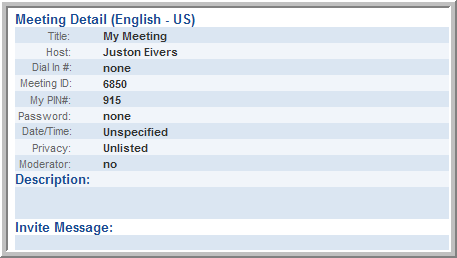 Meeting Detail (English - US)
Title: My Meeting
Host: Juston Eivers
Dial In #: none
Meeting ID: 6850
My PIN#: 915
Password: none
Date/Time: Unspecified
Privacy: Unlisted
Moderator: no
Description:
Invite Message: